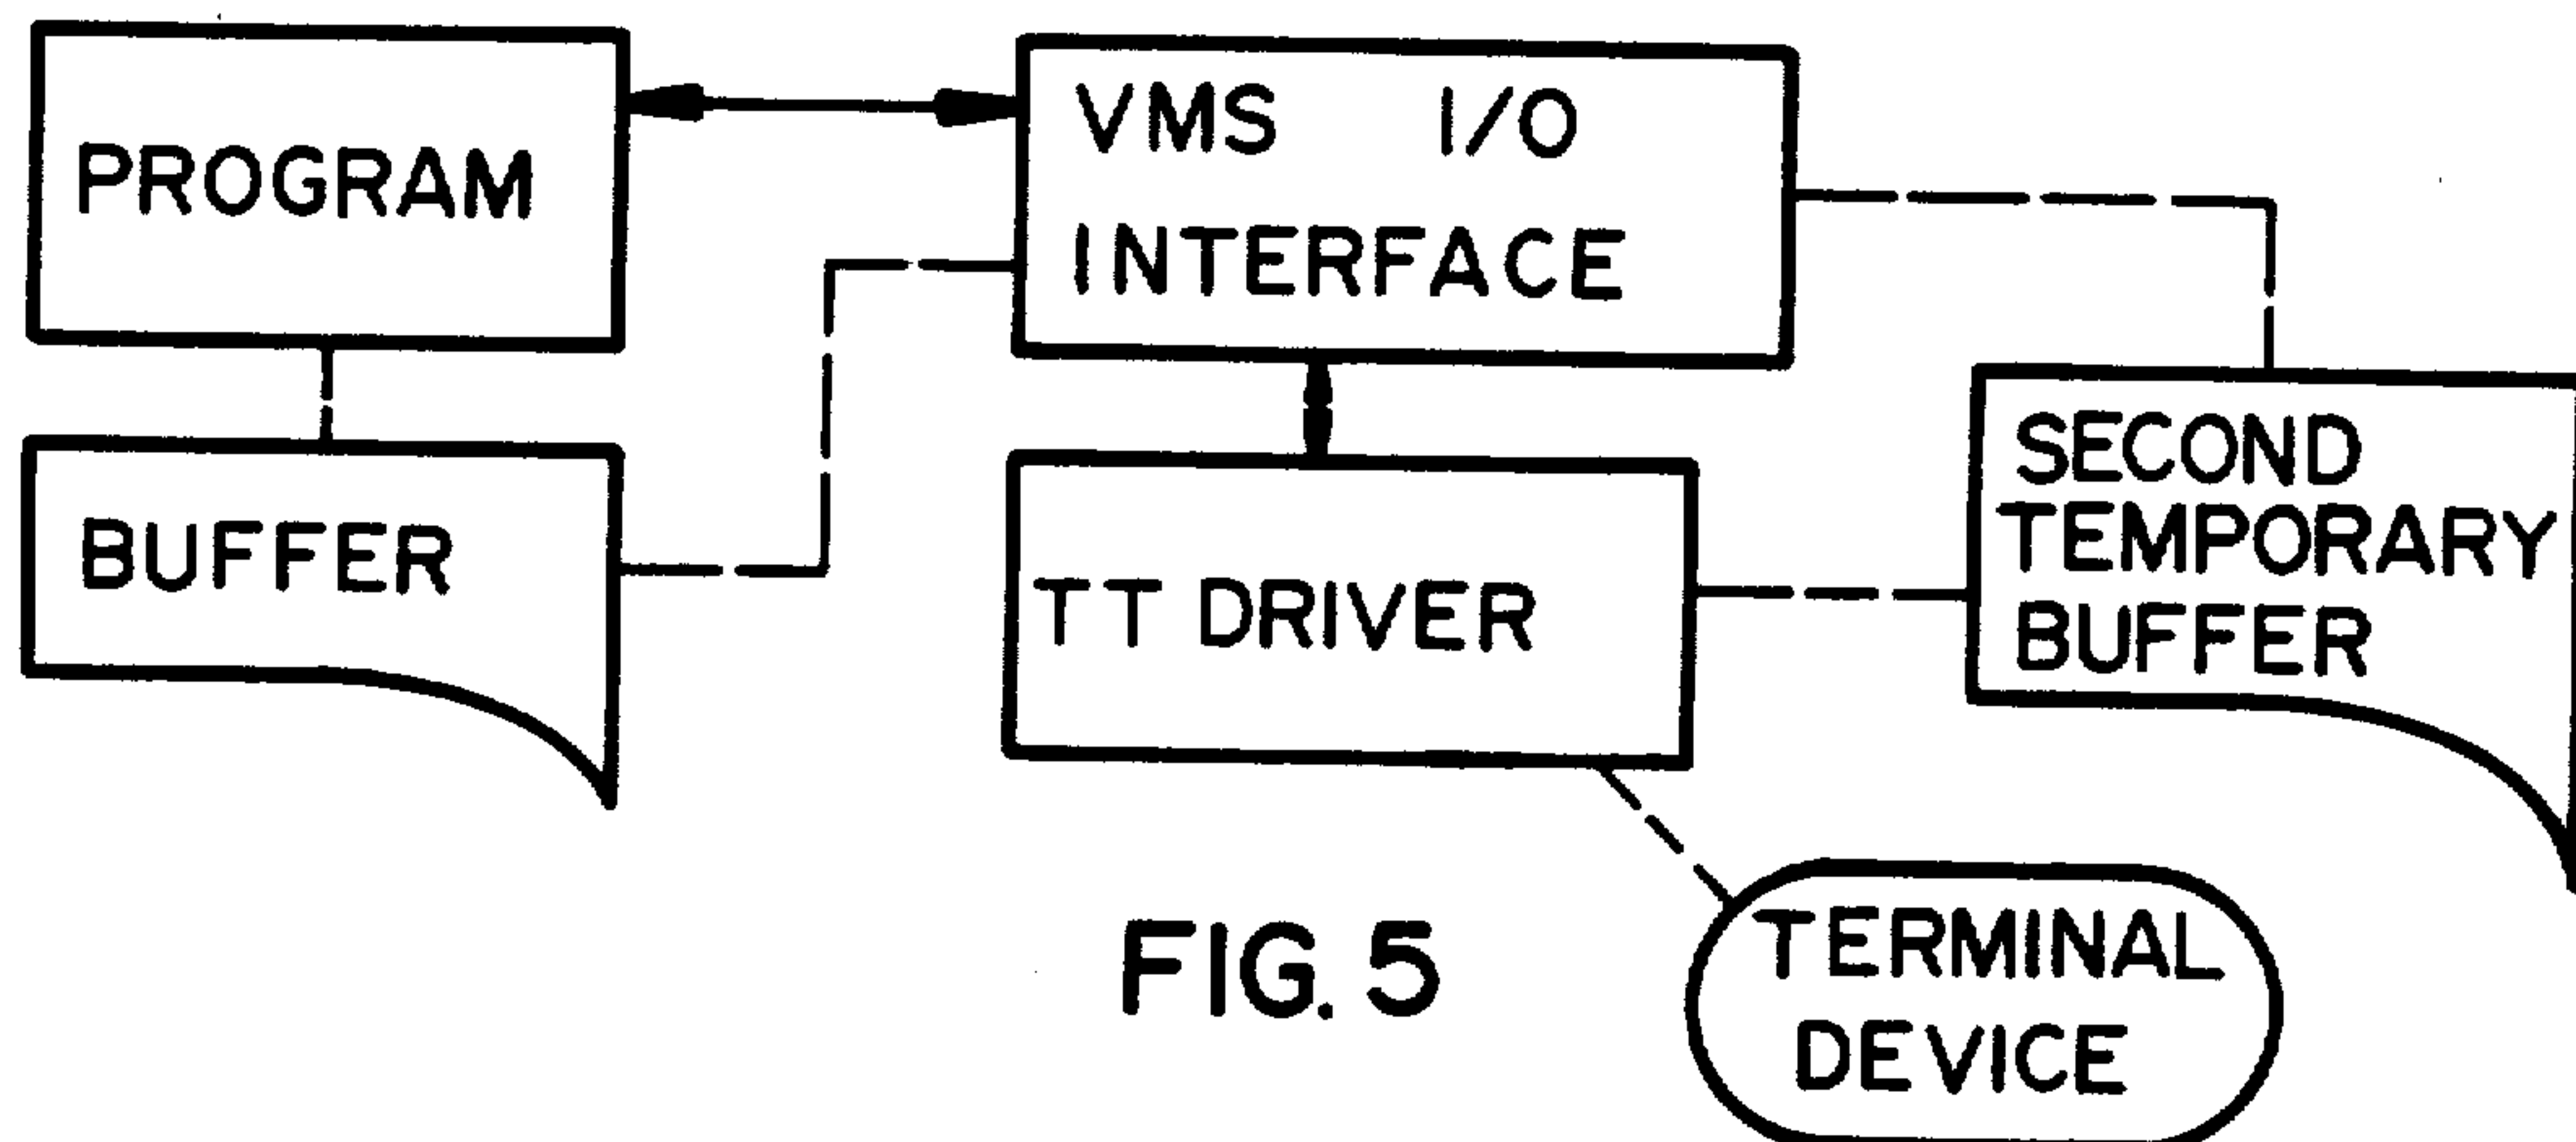 PROGRAM
VMS I/O
INTERFACE
BUFFER
TT DRIVER
SECOND
TEMPORARY
BUFFER
TERMINAL
DEVICE
FIG. 5